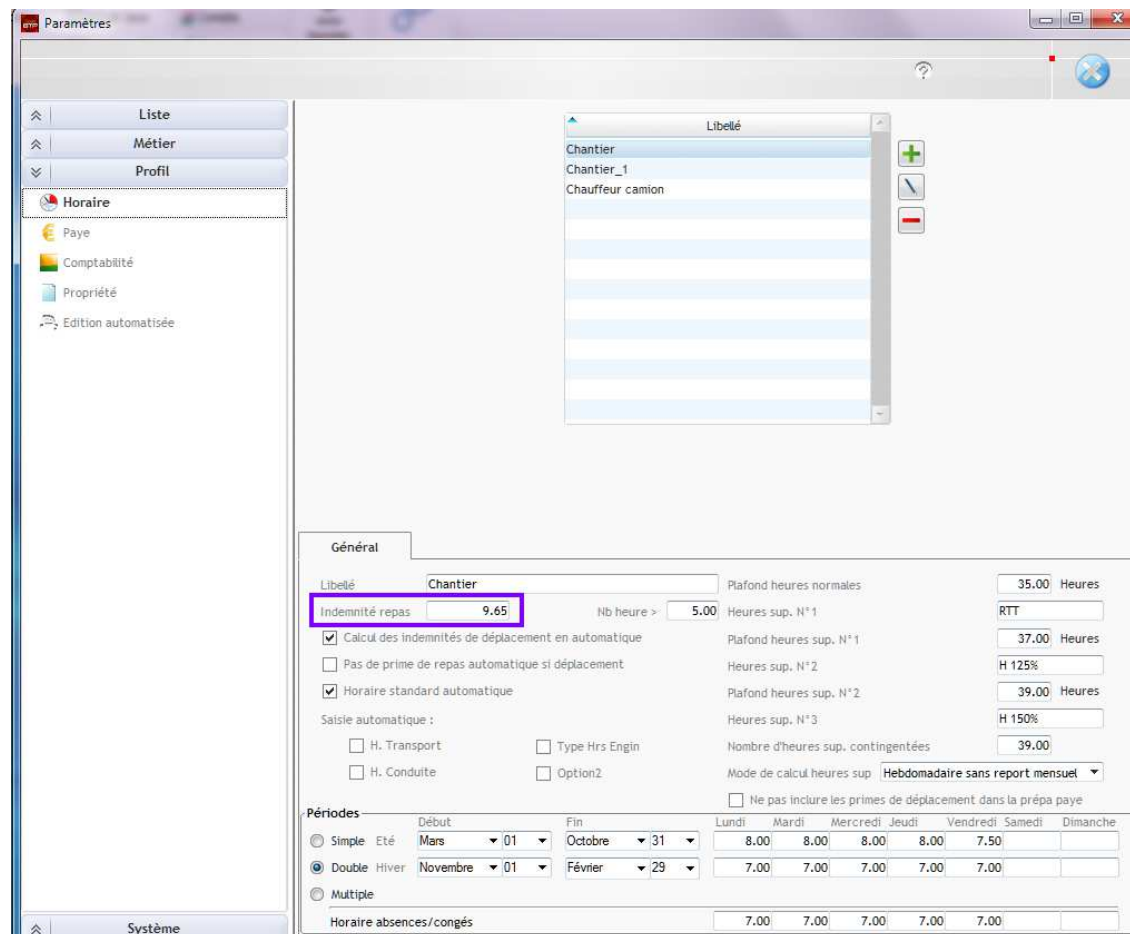 Paramètres
Liste
Métier
Profil
Horaire
Paye
Comptabilité
Propriété
Edition automatisée
Système
Libellé
Chantier
Chantier_1
Chauffeur camion
Général
Libellé Chantier
Indemnité repas 9.65 Nb heure > 5.00
Calcul des indemnités de déplacement en automatique
Pas de prime de repas automatique si déplacement
Horaire standard automatique
Saisie automatique :
H. Transport Type Hrs Engin
H. Conduite Option2
Plafond heures normales 35.00 Heures
Heures sup. N°1 RTT
Plafond heures sup. N°1 37.00 Heures
Heures sup. N°2 H 125%
Plafond heures sup. N°2 39.00 Heures
Heures sup. N°3 H 150%
Nombre d'heures sup. contingentées 39.00
Mode de calcul heures sup Hebdomadaire sans report mensuel
Ne pas inclure les primes de déplacement dans la prépa paye
Périodes
Début Fin Lundi Mardi Mercredi Jeudi Vendredi Samedi Dimanche
Simple Eté Mars 01 Octobre 31 8.00 8.00 8.00 8.00 7.50
Double Hiver Novembre 01 Février 29 7.00 7.00 7.00 7.00 7.00
Multiple
Horaire absences/congés 7.00 7.00 7.00 7.00 7.00